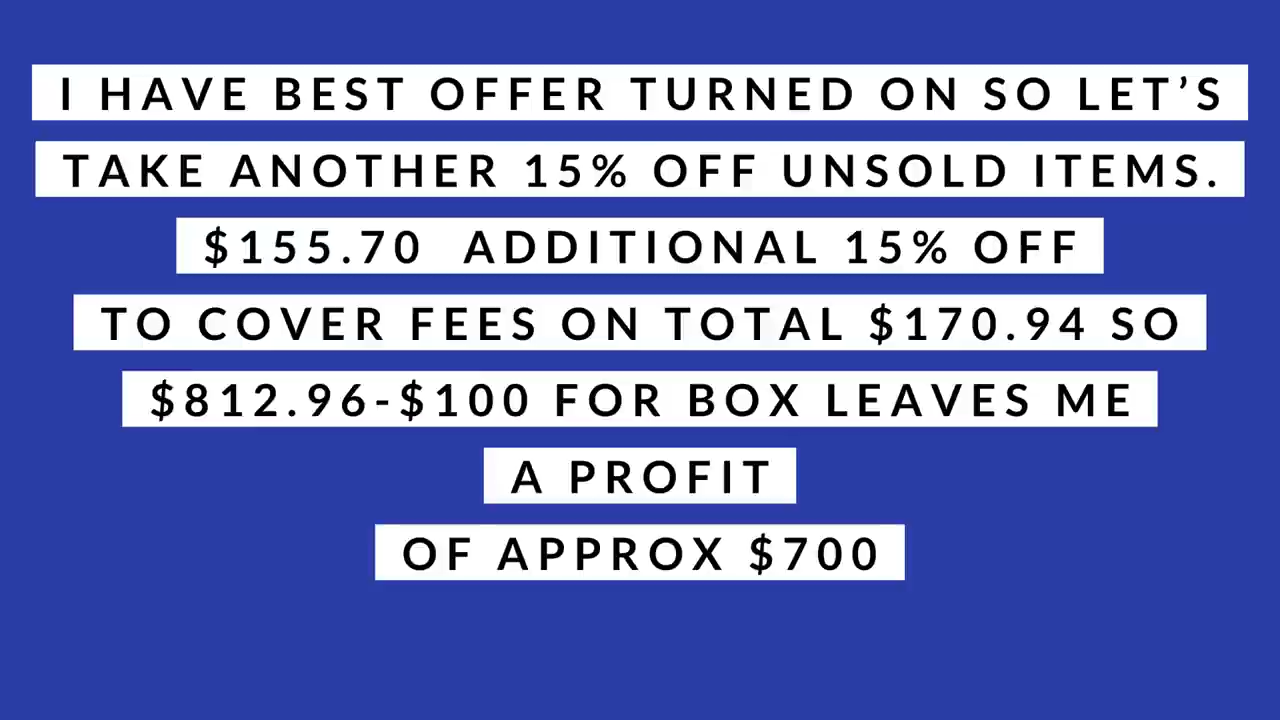 I HAVE BEST OFFER TURNED ON SO LET’S
TAKE ANOTHER 15% OFF UNSOLD ITEMS.
$155.70 ADDITIONAL 15% OFF
TO COVER FEES ON TOTAL $170.94 SO
$812.96-$100 FOR BOX LEAVES ME
A PROFIT
OF APPROX $700